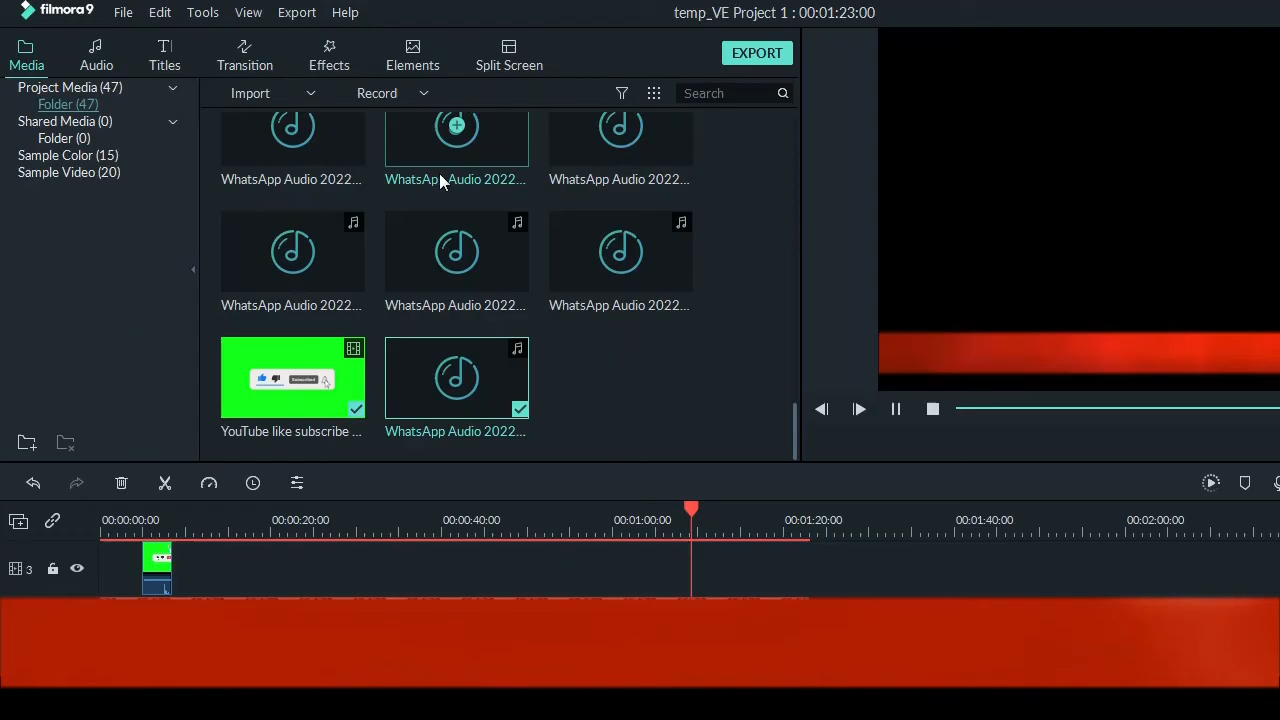 filmora9 File Edit Tools View Export Help temp_VE Project 1 : 00:01:23:00
Media Audio Titles Transition Effects Elements Split Screen EXPORT
Project Media (47) Import Record Search
Folder (47)
Shared Media (0)
Folder (0)
Sample Color (15)
Sample Video (20)
WhatsApp Audio 2022... WhatsApp Audio 2022... WhatsApp Audio 2022...
WhatsApp Audio 2022... WhatsApp Audio 2022... WhatsApp Audio 2022...
Subscribed
YouTube like subscribe ... WhatsApp Audio 2022...
00:00:00:00 00:00:20:00 00:00:40:00 00:01:00:00 00:01:20:00 00:01:40:00 00:02:00:00
3